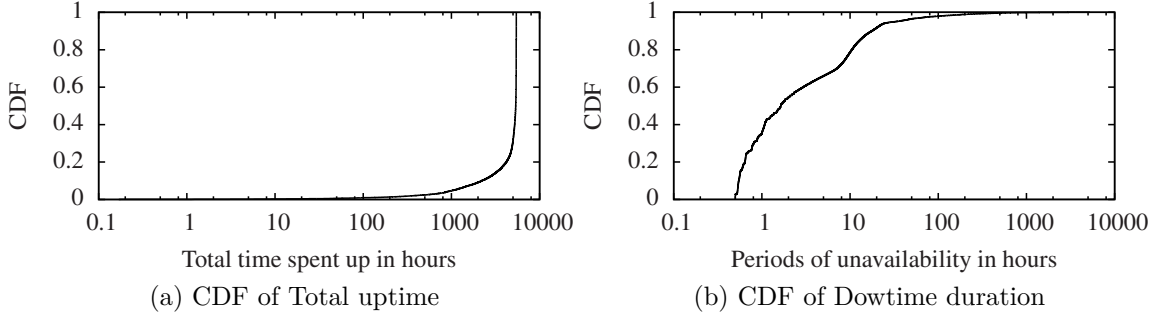 1
0.8
0.6
0.4
0.2
0
CDF
0.1 1 10 100 1000 10000
Total time spent up in hours
(a) CDF of Total uptime
1
0.8
0.6
0.4
0.2
0
CDF
0.1 1 10 100 1000 10000
Periods of unavailability in hours
(b) CDF of Dowtime duration